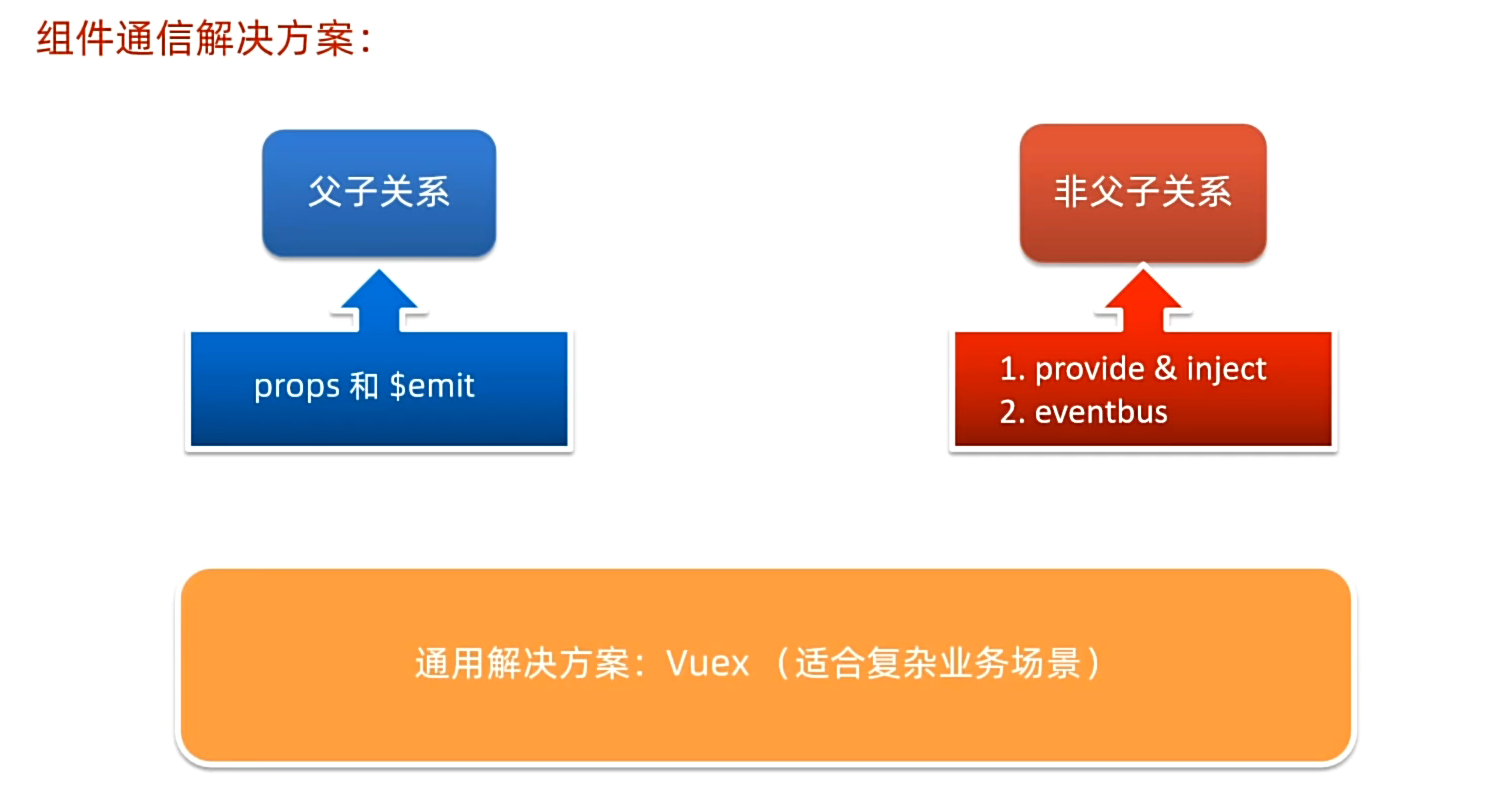 组件通信解决方案：
父子关系
非父子关系
props 和 $emit
1. provide & inject
2. eventbus
通用解决方案：Vuex （适合复杂业务场景）